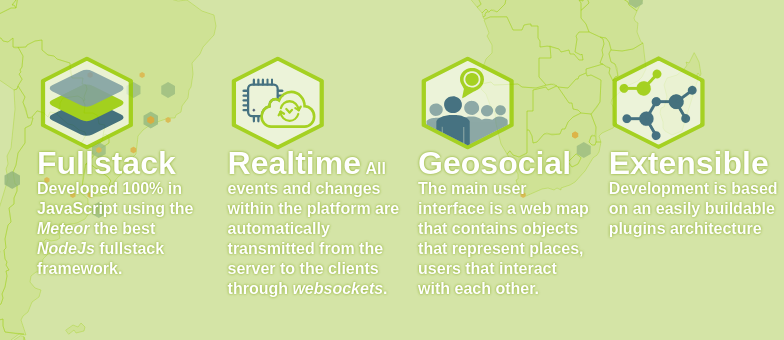 Fullstack
Developed 100% in
JavaScript using the
Meteor the best
NodeJs fullstack
framework.
Realtime All
events and changes
within the platform are
automatically
transmitted from the
server to the clients
through websockets.
Geosocial
The main user
interface is a web map
that contains objects
that represent places,
users that interact
with each other.
Extensible
Development is based
on an easily buildable
plugins architecture